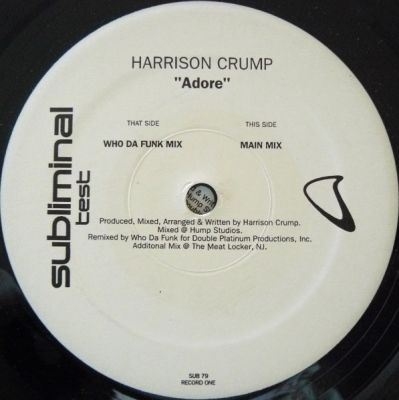 HARRISON CRUMP
"Adore"
THAT SIDE
THIS SIDE
WHO DA FUNK MIX
MAIN MIX
subliminal
test
Produced, Mixed, Arranged & Written by Harrison Crump.
Mixed @ Hump Studios.
Remixed by Who Da Funk for Double Platinum Productions, Inc.
Additonal Mix @ The Meat Locker, NJ.
SUB 79
RECORD ONE